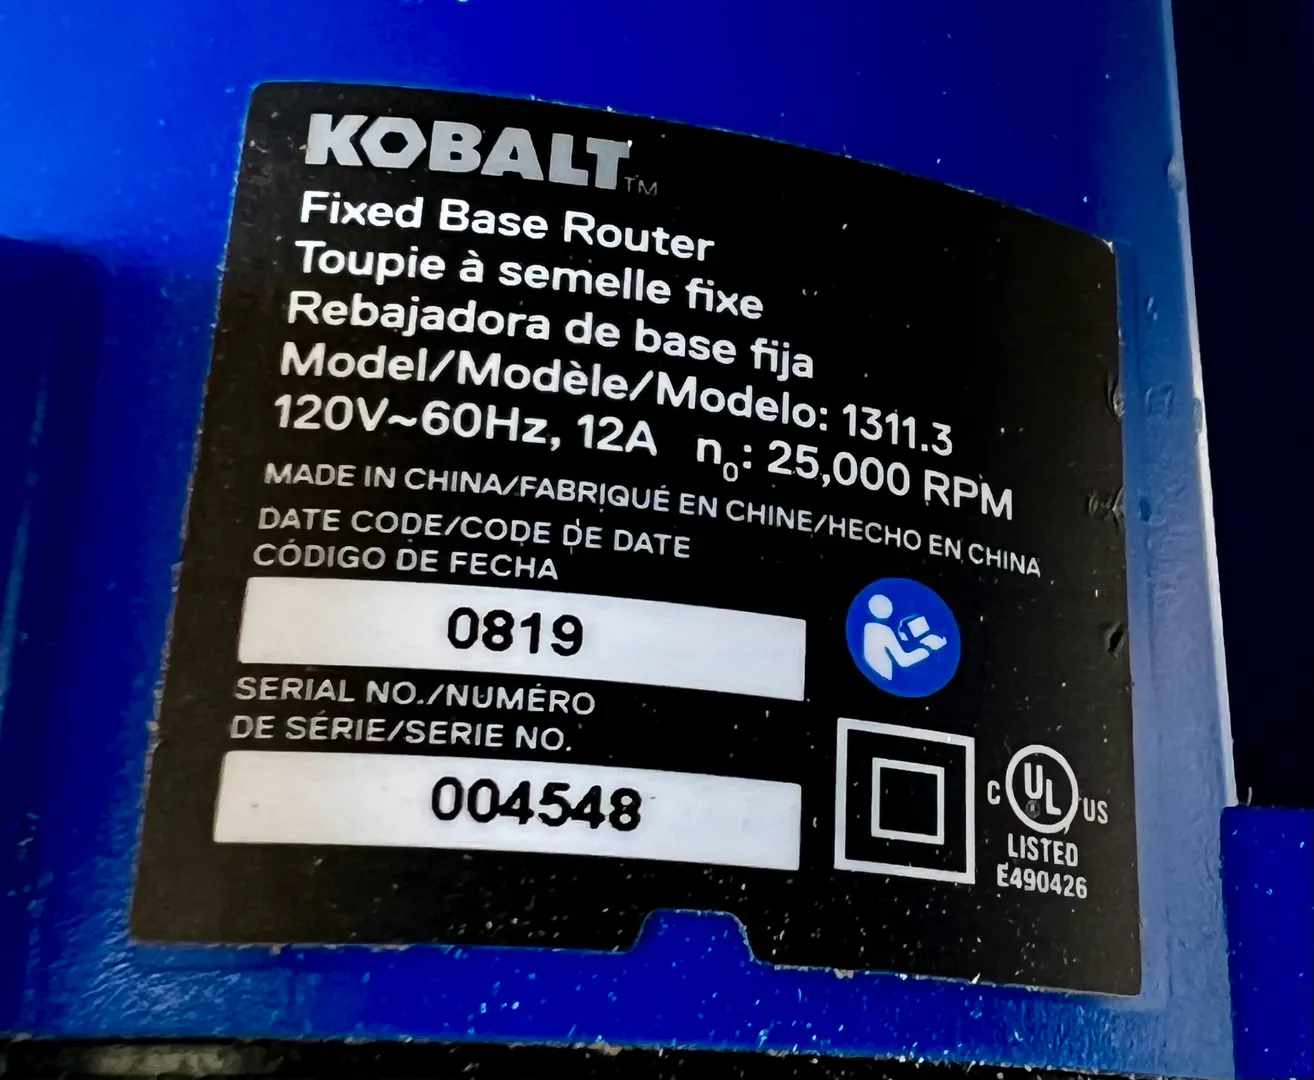 KOBALT™
Fixed Base Router
Toupie à semelle fixe
Rebajadora de base fija
Model/Modèle/Modelo: 1311.3
120V~60Hz, 12A n₀: 25,000 RPM
MADE IN CHINA/FABRIQUÉ EN CHINE/HECHO EN CHINA
DATE CODE/CODE DE DATE
CÓDIGO DE FECHA
0819
SERIAL NO./NUMÉRO
DE SÉRIE/SERIE NO.
004548
C UL® US
LISTED
E490426